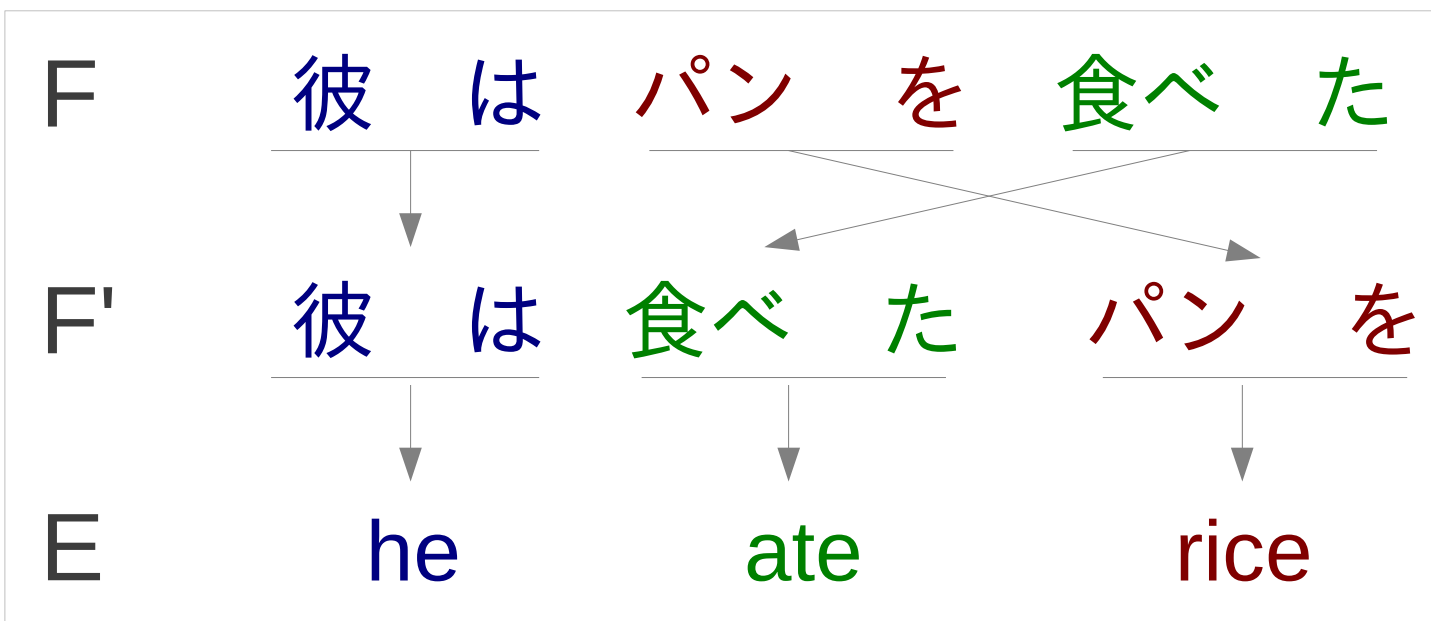 F 彼 は パン を 食べ た
F' 彼 は 食べ た パン を
E he ate rice